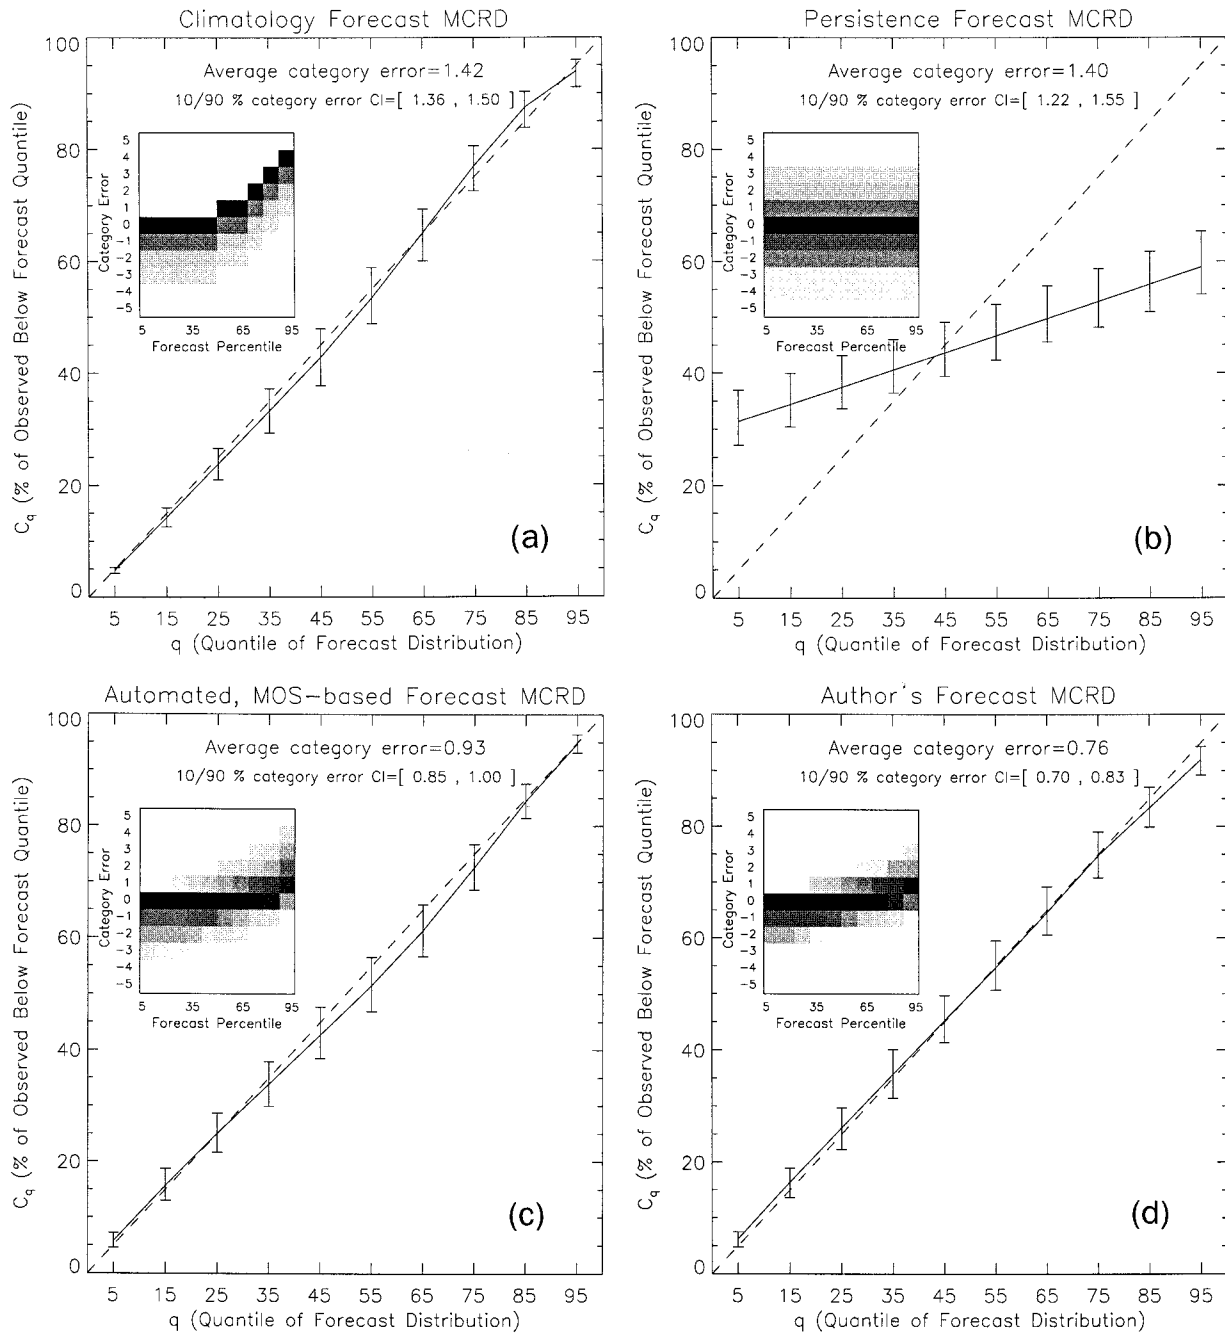 Climatology Forecast MCRD
Average category error=1.42
10/90 % category error CI=[ 1.36 , 1.50 ]
C_q (% of Observed Below Forecast Quantile)
100
80
60
40
20
0
Category Error
5
4
3
2
1
0
-1
-2
-3
-4
-5
5 35 65 95
Forecast Percentile
(a)
5 15 25 35 45 55 65 75 85 95
q (Quantile of Forecast Distribution)
Persistence Forecast MCRD
Average category error=1.40
10/90 % category error CI=[ 1.22 , 1.55 ]
C_q (% of Observed Below Forecast Quantile)
100
80
60
40
20
0
Category Error
5
4
3
2
1
0
-1
-2
-3
-4
-5
5 35 65 95
Forecast Percentile
(b)
5 15 25 35 45 55 65 75 85 95
q (Quantile of Forecast Distribution)
Automated, MOS-based Forecast MCRD
Average category error=0.93
10/90 % category error CI=[ 0.85 , 1.00 ]
C_q (% of Observed Below Forecast Quantile)
100
80
60
40
20
0
Category Error
5
4
3
2
1
0
-1
-2
-3
-4
-5
5 35 65 95
Forecast Percentile
(c)
5 15 25 35 45 55 65 75 85 95
q (Quantile of Forecast Distribution)
Author's Forecast MCRD
Average category error=0.76
10/90 % category error CI=[ 0.70 , 0.83 ]
C_q (% of Observed Below Forecast Quantile)
100
80
60
40
20
0
Category Error
5
4
3
2
1
0
-1
-2
-3
-4
-5
5 35 65 95
Forecast Percentile
(d)
5 15 25 35 45 55 65 75 85 95
q (Quantile of Forecast Distribution)